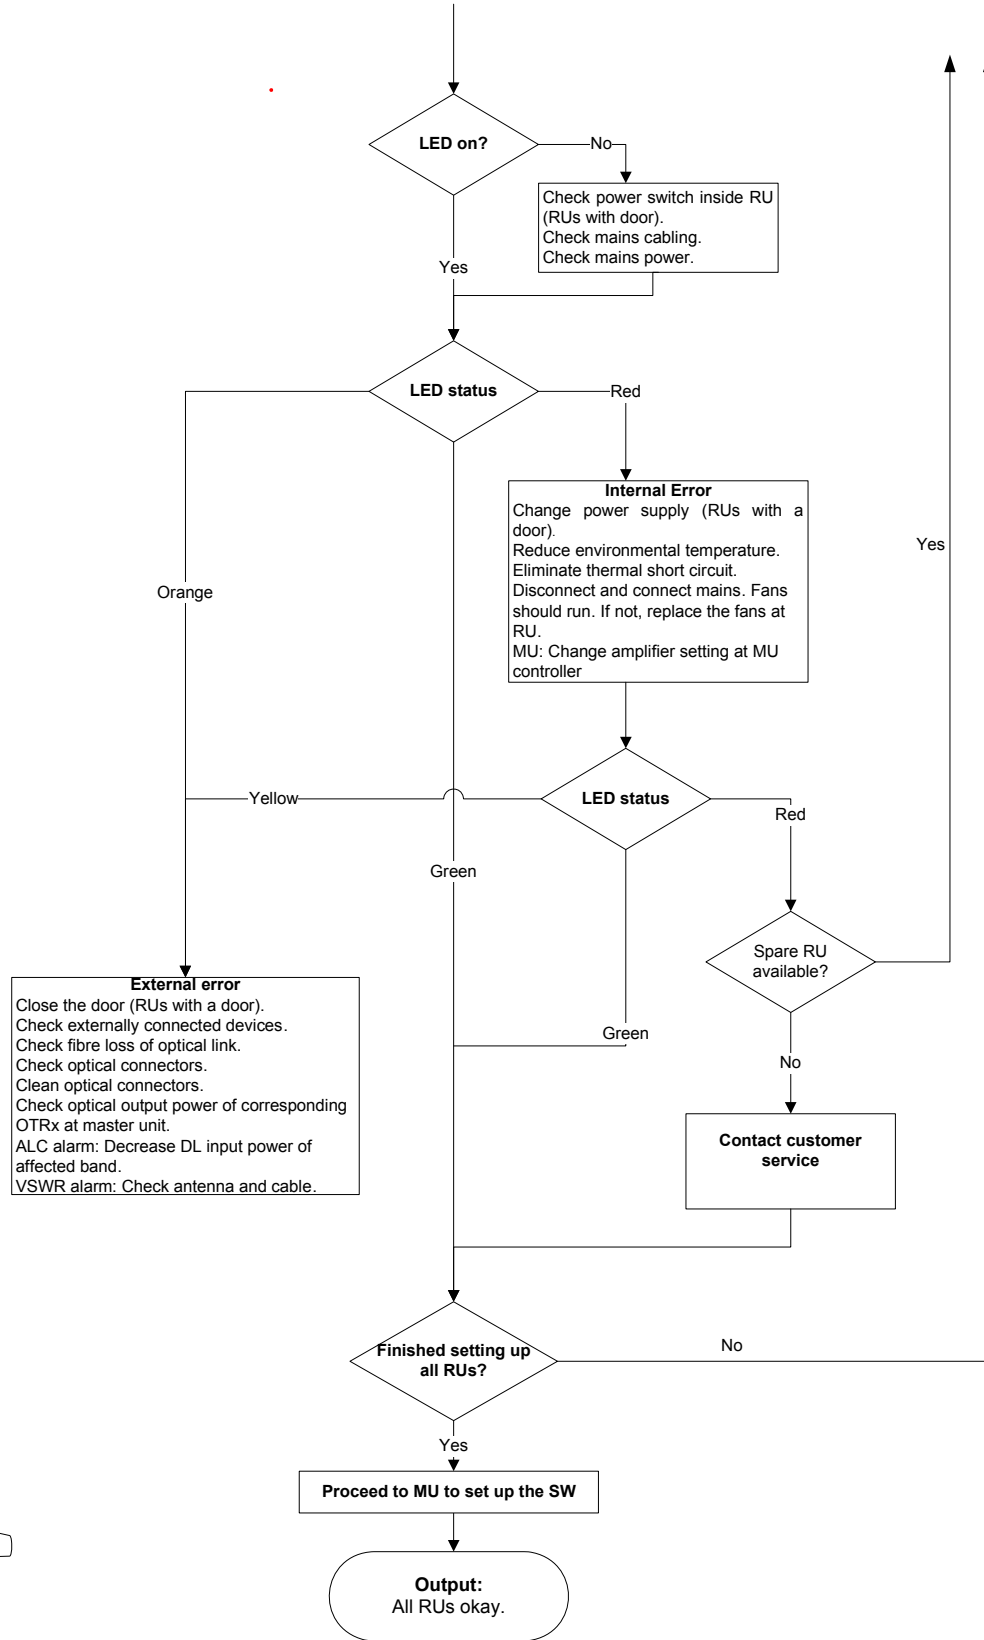 LED on?
No
Check power switch inside RU
(RUs with door).
Check mains cabling.
Check mains power.
Yes
LED status
Red
Internal Error
Change power supply (RUs with a
door).
Reduce environmental temperature.
Eliminate thermal short circuit.
Disconnect and connect mains. Fans
should run. If not, replace the fans at
RU.
MU: Change amplifier setting at MU
controller
Yes
Orange
Yellow
LED status
Red
Green
Spare RU
available?
External error
Close the door (RUs with a door).
Check externally connected devices.
Check fibre loss of optical link.
Check optical connectors.
Clean optical connectors.
Check optical output power of corresponding
OTRx at master unit.
ALC alarm: Decrease DL input power of
affected band.
VSWR alarm: Check antenna and cable.
Green
No
Contact customer
service
Finished setting up
all RUs?
No
Yes
Proceed to MU to set up the SW
Output:
All RUs okay.